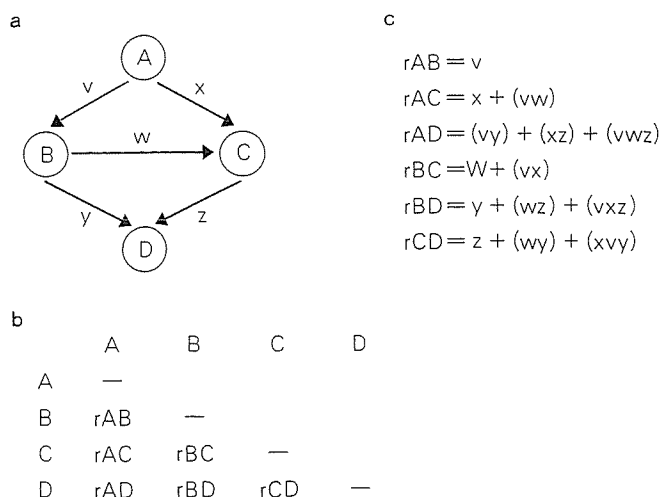 a
A
v
x
B
w
C
y
z
D
c
rAB = v
rAC = x + (vw)
rAD = (vy) + (xz) + (vwz)
rBC = W + (vx)
rBD = y + (wz) + (vxz)
rCD = z + (wy) + (xvy)
b
A B C D
A —
B rAB —
C rAC rBC —
D rAD rBD rCD —